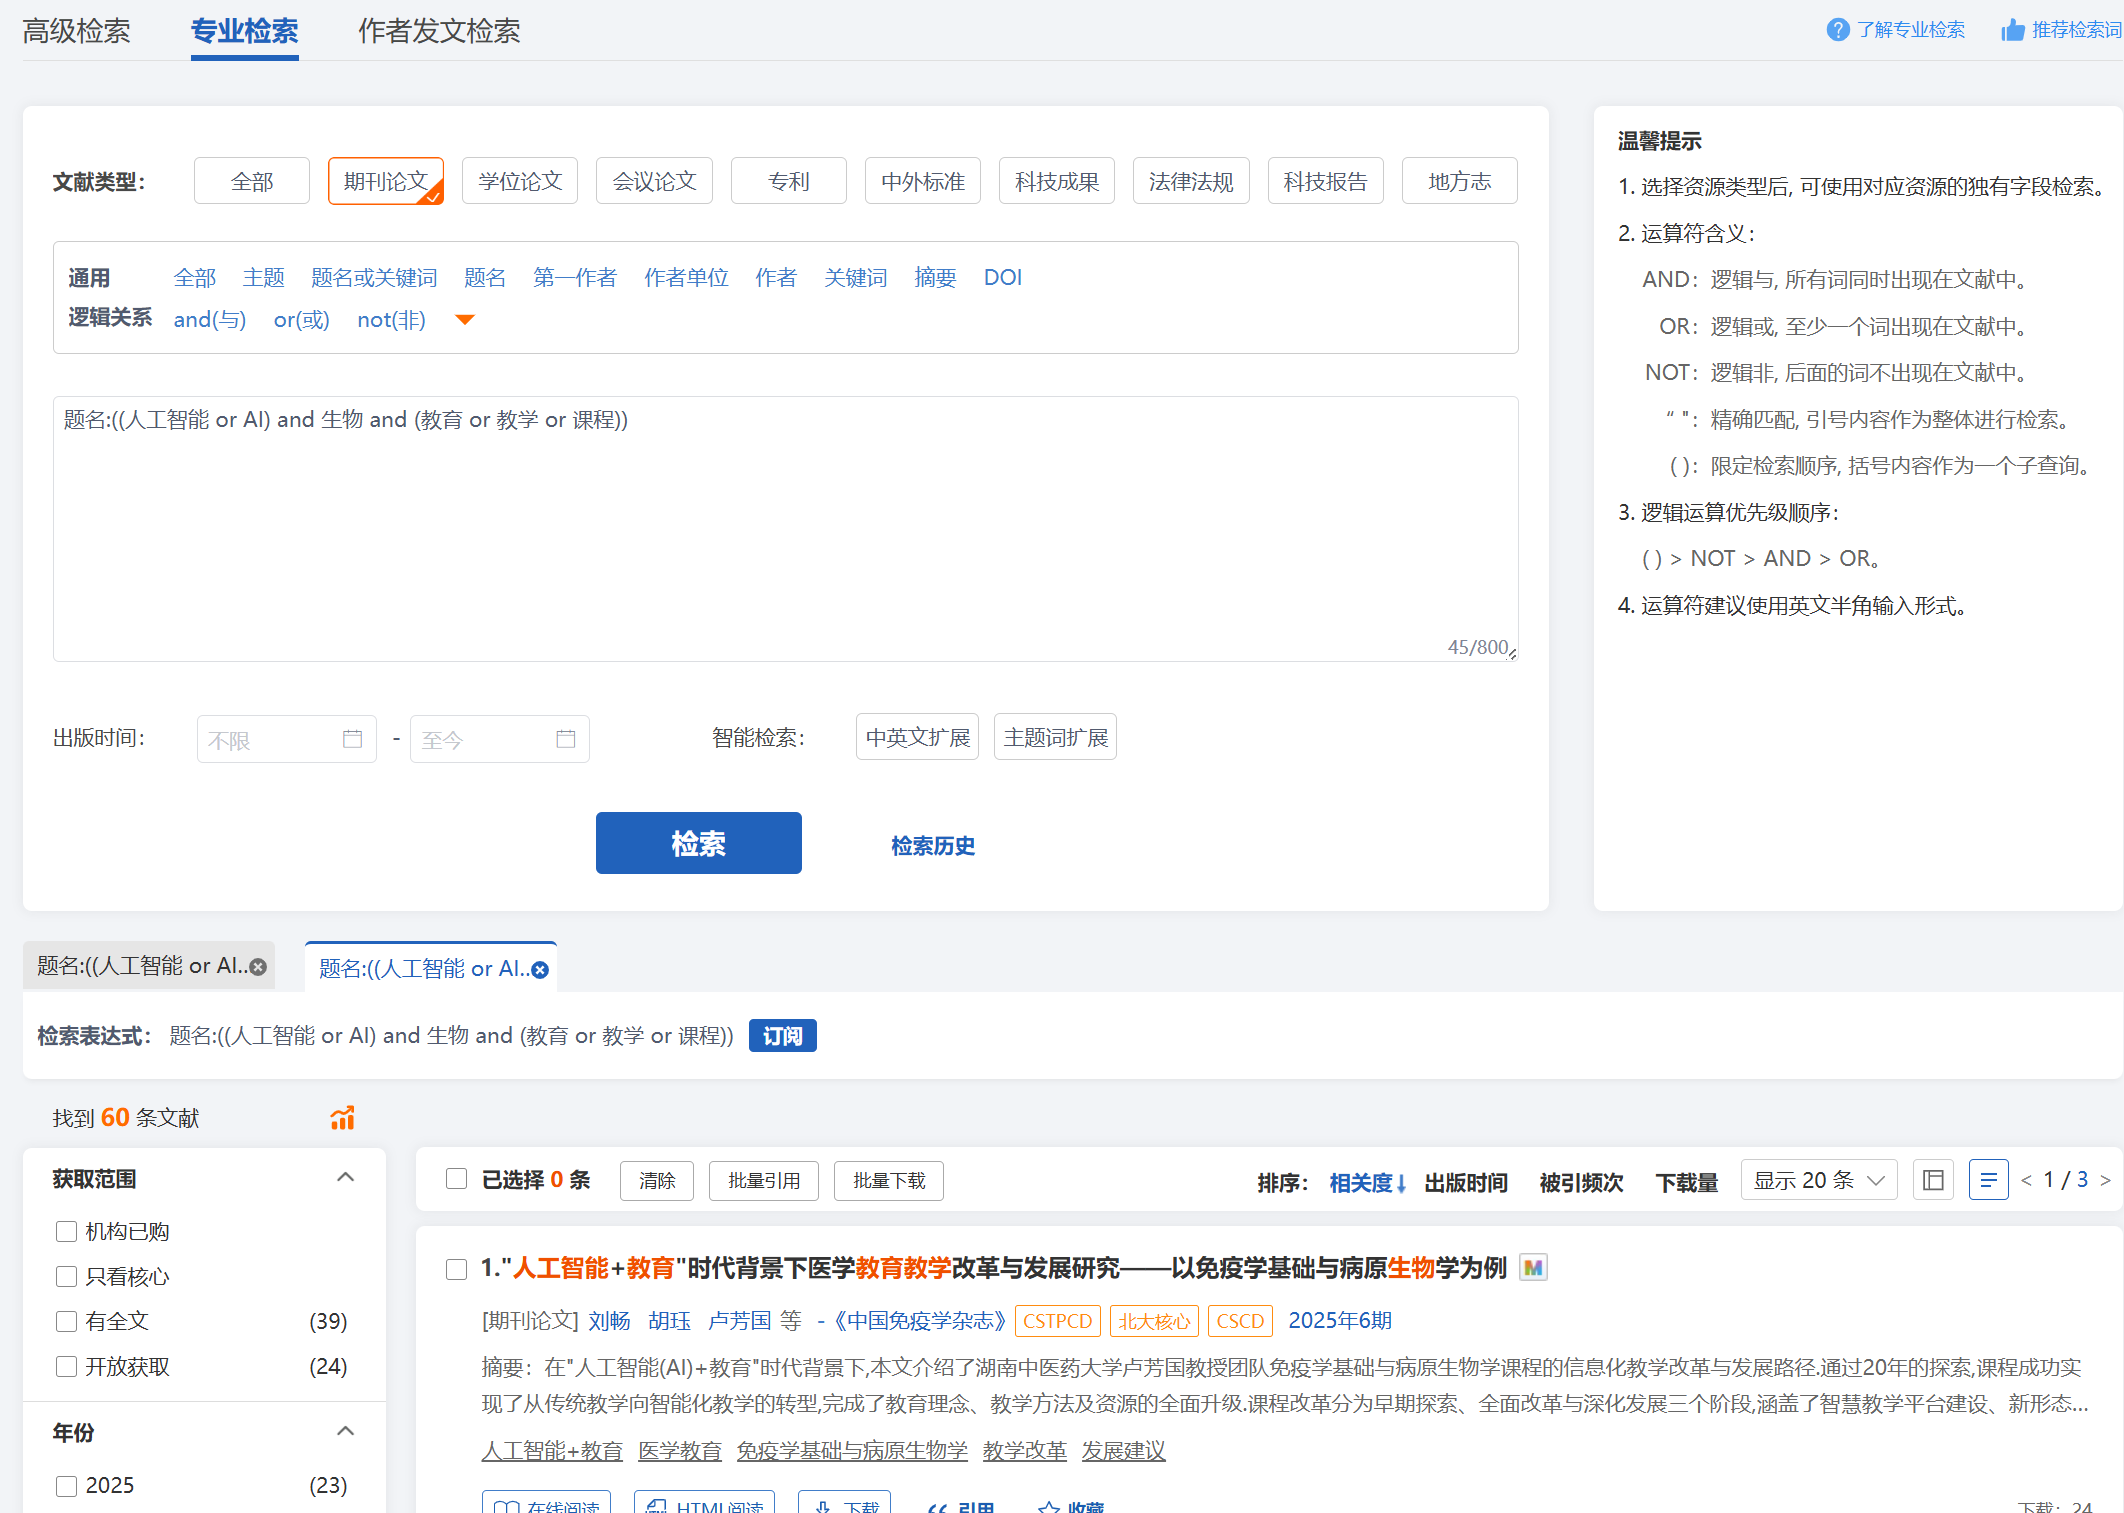 高级检索 专业检索 作者发文检索 了解专业检索 推荐检索词
文献类型： 全部 期刊论文 学位论文 会议论文 专利 中外标准 科技成果 法律法规 科技报告 地方志
通用 全部 主题 题名或关键词 题名 第一作者 作者单位 作者 关键词 摘要 DOI
逻辑关系 and(与) or(或) not(非)
题名:((人工智能 or AI) and 生物 and (教育 or 教学 or 课程))
45/800
出版时间： 不限 - 至今 智能检索： 中英文扩展 主题词扩展
检索 检索历史
温馨提示
1. 选择资源类型后, 可使用对应资源的独有字段检索。
2. 运算符含义：
AND：逻辑与, 所有词同时出现在文献中。
OR：逻辑或, 至少一个词出现在文献中。
NOT：逻辑非, 后面的词不出现在文献中。
“ "：精确匹配, 引号内容作为整体进行检索。
( )：限定检索顺序, 括号内容作为一个子查询。
3. 逻辑运算优先级顺序：
( ) > NOT > AND > OR。
4. 运算符建议使用英文半角输入形式。
题名:((人工智能 or AI.. 题名:((人工智能 or AI..
检索表达式： 题名:((人工智能 or AI) and 生物 and (教育 or 教学 or 课程)) 订阅
找到 60 条文献
获取范围
机构已购
只看核心
有全文 (39)
开放获取 (24)
年份
2025 (23)
已选择 0 条 清除 批量引用 批量下载 排序： 相关度↓ 出版时间 被引频次 下载量 显示 20 条 < 1 / 3 >
1."人工智能+教育"时代背景下医学教育教学改革与发展研究——以免疫学基础与病原生物学为例 M
[期刊论文] 刘畅 胡珏 卢芳国 等 -《中国免疫学杂志》 CSTPCD 北大核心 CSCD 2025年6期
摘要：在"人工智能(AI)+教育"时代背景下,本文介绍了湖南中医药大学卢芳国教授团队免疫学基础与病原生物学课程的信息化教学改革与发展路径.通过20年的探索,课程成功实
现了从传统教学向智能化教学的转型,完成了教育理念、教学方法及资源的全面升级.课程改革分为早期探索、全面改革与深化发展三个阶段,涵盖了智慧教学平台建设、新形态...
人工智能+教育 医学教育 免疫学基础与病原生物学 教学改革 发展建议
在线阅读 HTML阅读 下载 引用 收藏 下载：24